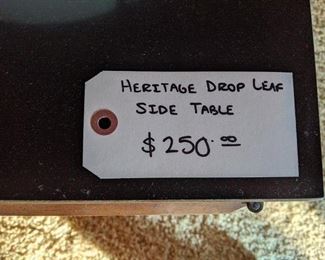 HERITAGE DROP LEAF
SIDE TABLE
$250.00